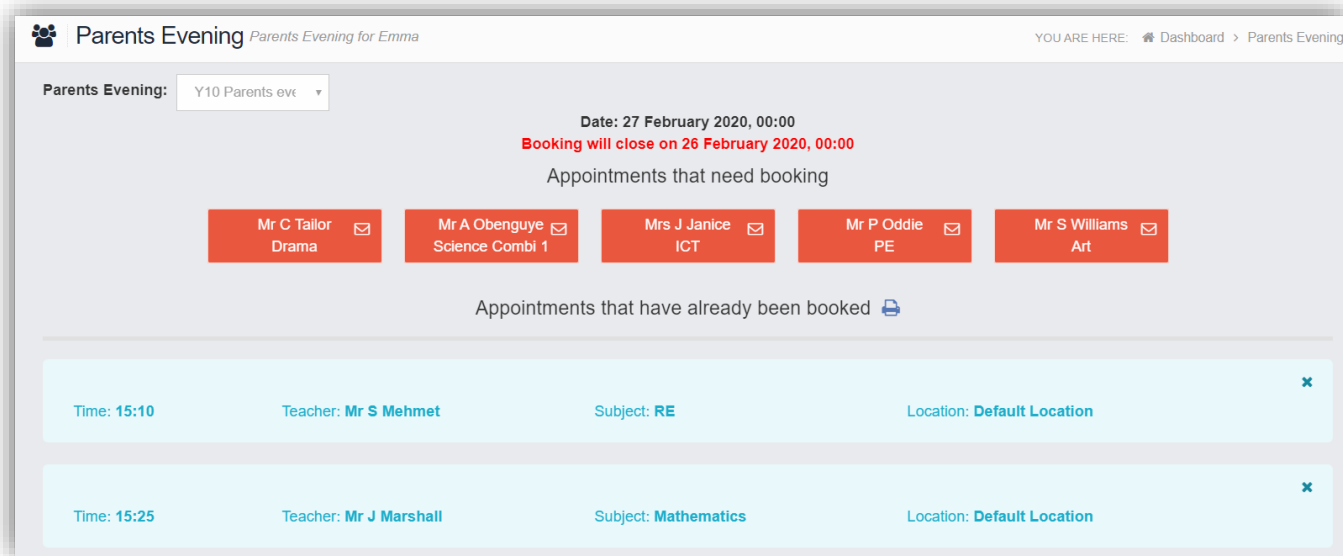 Parents Evening Parents Evening for Emma
YOU ARE HERE: Dashboard > Parents Evening
Parents Evening: Y10 Parents eve
Date: 27 February 2020, 00:00
Booking will close on 26 February 2020, 00:00
Appointments that need booking
Mr C Tailor
Drama
Mr A Obenguye
Science Combi 1
Mrs J Janice
ICT
Mr P Oddie
PE
Mr S Williams
Art
Appointments that have already been booked
Time: 15:10 Teacher: Mr S Mehmet Subject: RE Location: Default Location
Time: 15:25 Teacher: Mr J Marshall Subject: Mathematics Location: Default Location